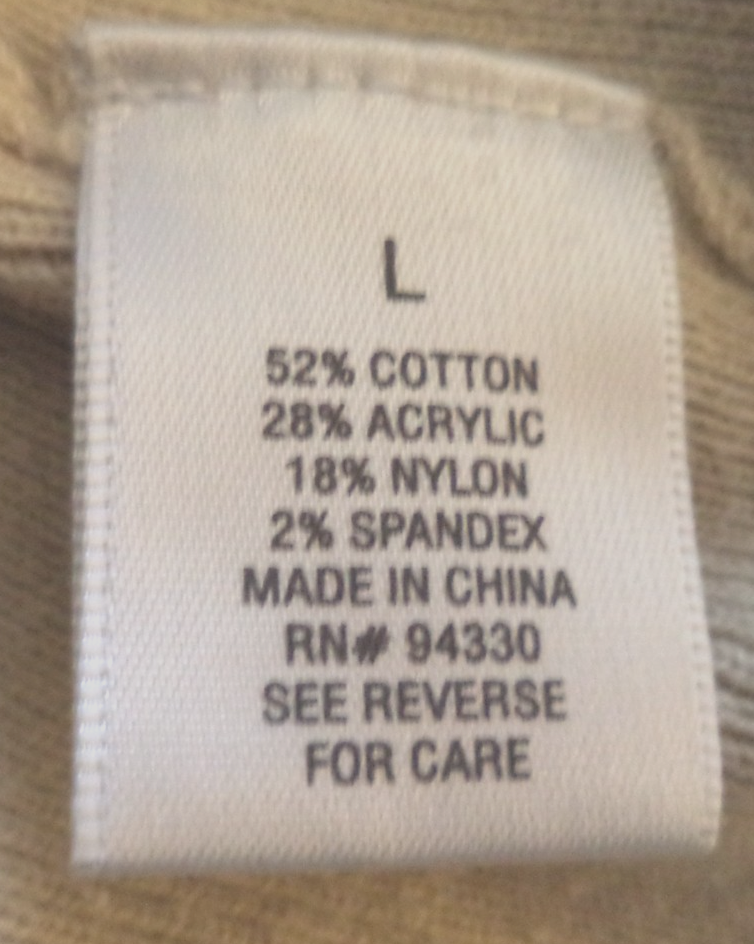 L
52% COTTON
28% ACRYLIC
18% NYLON
2% SPANDEX
MADE IN CHINA
RN# 94330
SEE REVERSE
FOR CARE